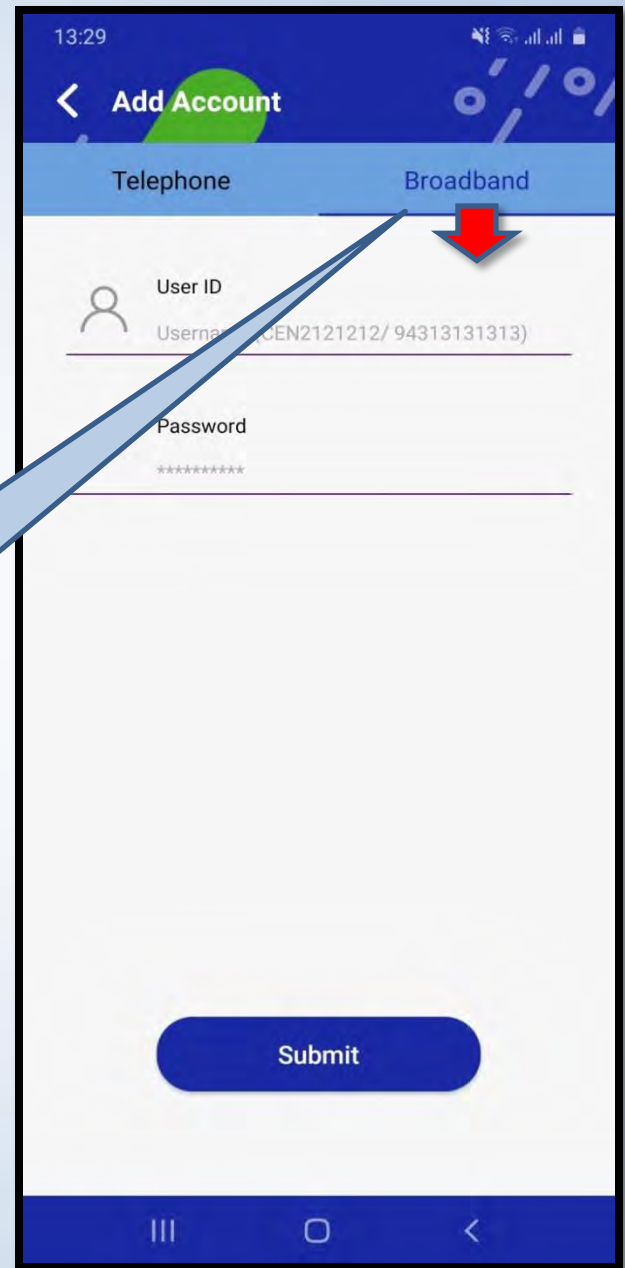 13:29
Add Account
Telephone
Broadband
User ID
(CEN2121212/ 94313131313)
Password
**********
Submit